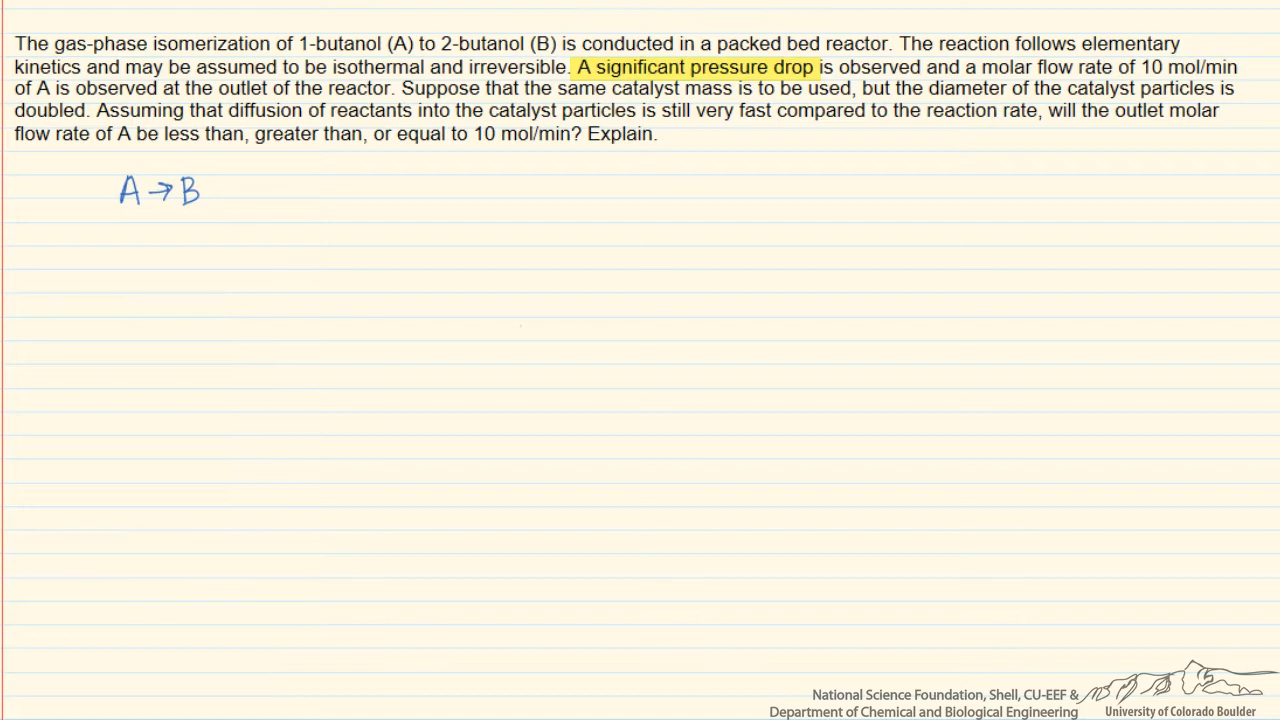 The gas-phase isomerization of 1-butanol (A) to 2-butanol (B) is conducted in a packed bed reactor. The reaction follows elementary
kinetics and may be assumed to be isothermal and irreversible. A significant pressure drop is observed and a molar flow rate of 10 mol/min
of A is observed at the outlet of the reactor. Suppose that the same catalyst mass is to be used, but the diameter of the catalyst particles is
doubled. Assuming that diffusion of reactants into the catalyst particles is still very fast compared to the reaction rate, will the outlet molar
flow rate of A be less than, greater than, or equal to 10 mol/min? Explain.
A → B
National Science Foundation, Shell, CU-EEF &
Department of Chemical and Biological Engineering
University of Colorado Boulder